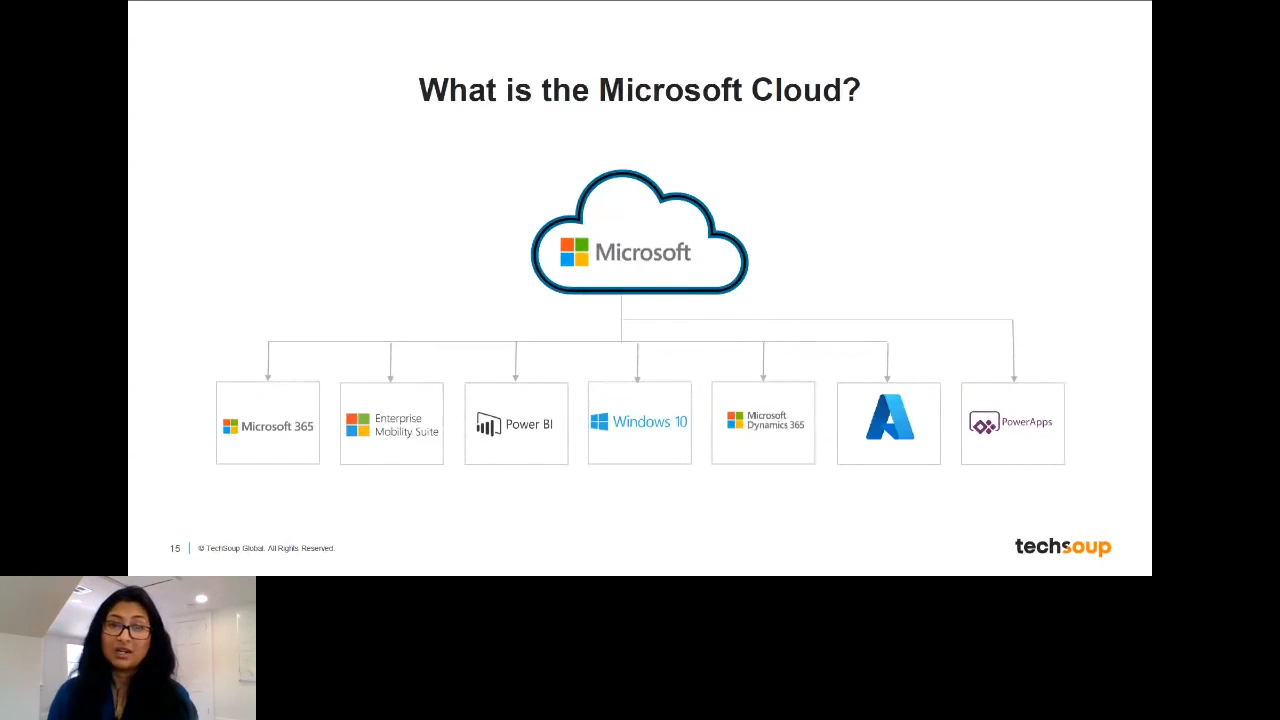 What is the Microsoft Cloud?
Microsoft
Microsoft 365
Enterprise
Mobility Suite
Power BI
Windows 10
Microsoft
Dynamics 365
PowerApps
15
© TechSoup Global. All Rights Reserved.
techsoup